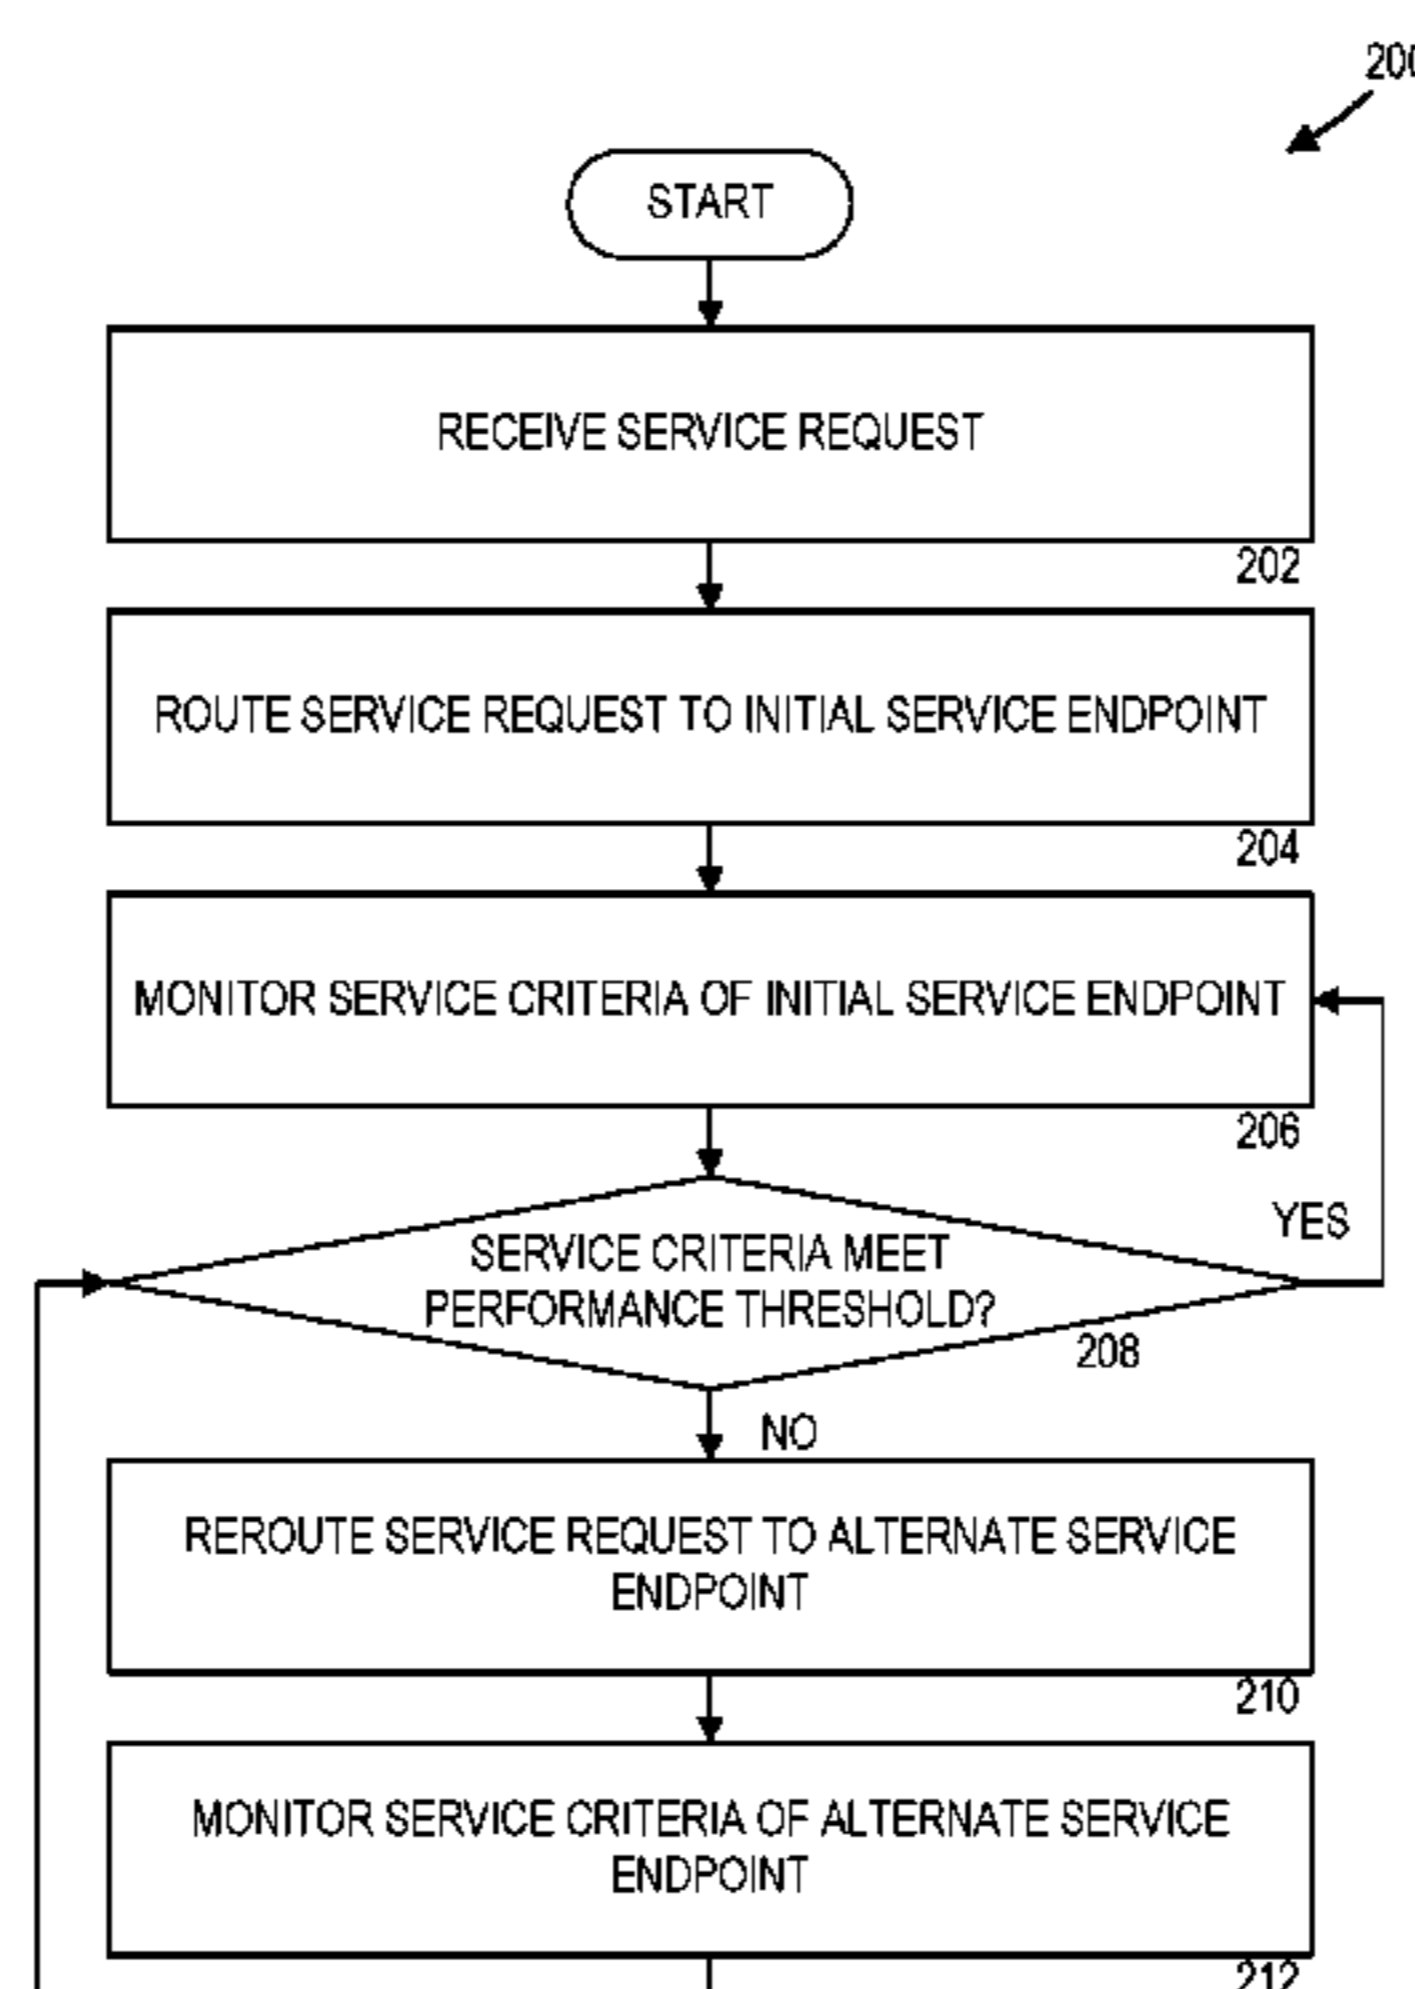 200
START
RECEIVE SERVICE REQUEST
202
ROUTE SERVICE REQUEST TO INITIAL SERVICE ENDPOINT
204
MONITOR SERVICE CRITERIA OF INITIAL SERVICE ENDPOINT
206
YES
SERVICE CRITERIA MEET
PERFORMANCE THRESHOLD?
208
NO
REROUTE SERVICE REQUEST TO ALTERNATE SERVICE
ENDPOINT
210
MONITOR SERVICE CRITERIA OF ALTERNATE SERVICE
ENDPOINT
212